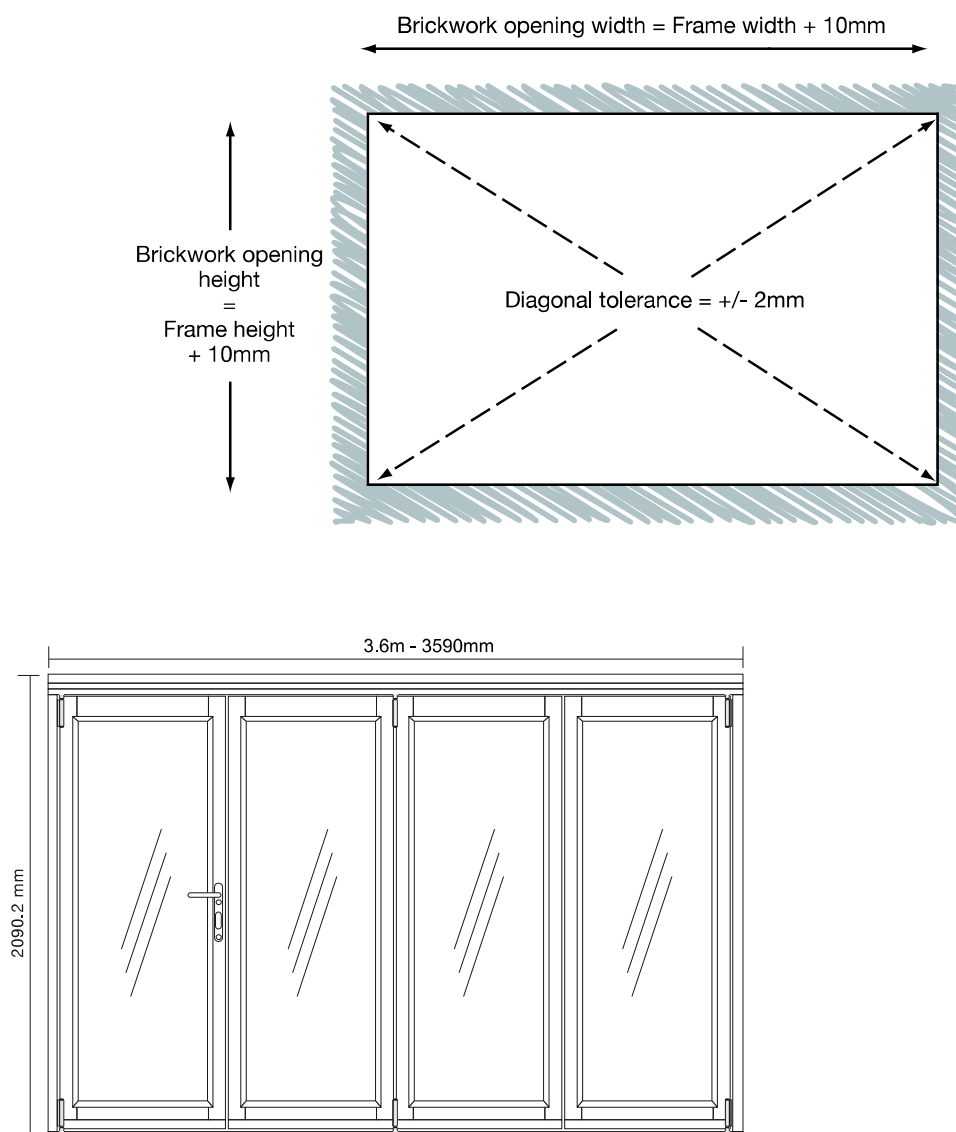 Brickwork opening width = Frame width + 10mm
Brickwork opening
height
=
Frame height
+ 10mm
Diagonal tolerance = +/- 2mm
3.6m - 3590mm
2090.2 mm